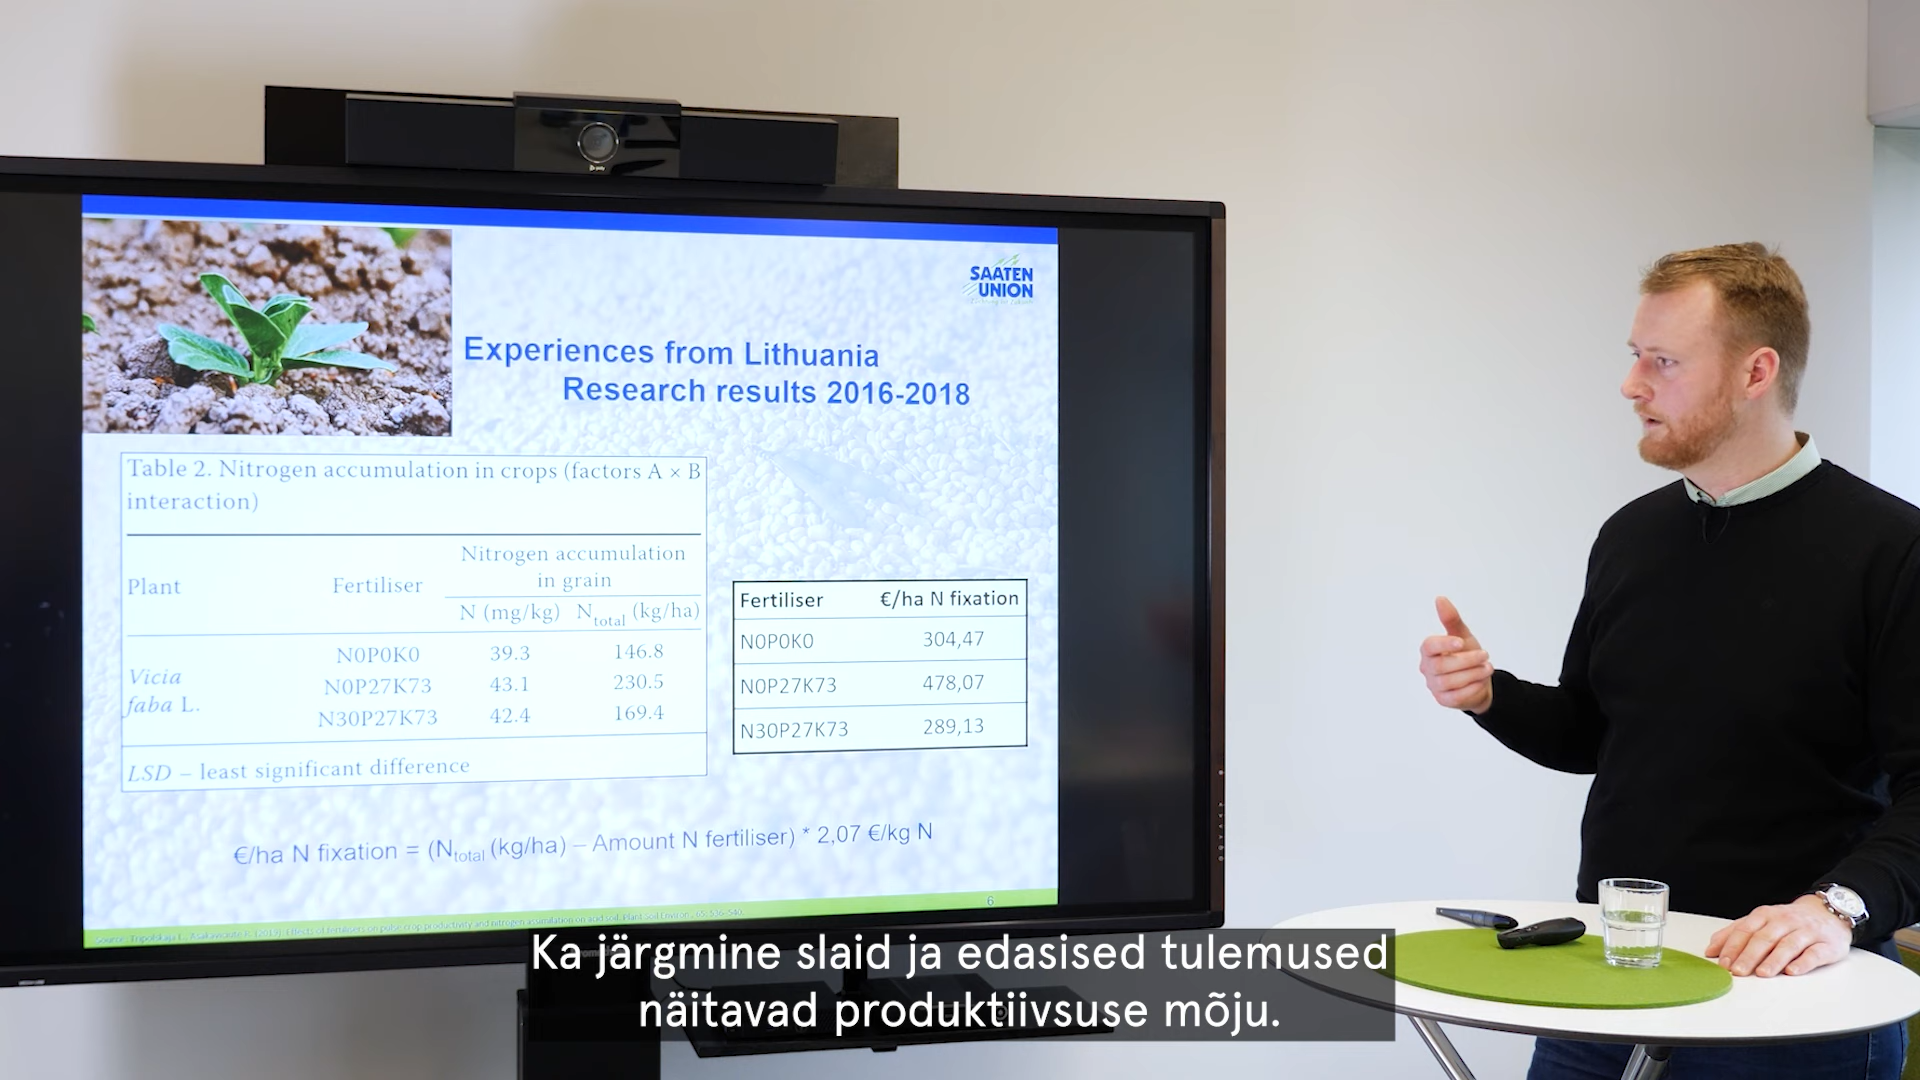 poly
SAATEN
UNION
Experiences from Lithuania
Research results 2016-2018
Table 2. Nitrogen accumulation in crops (factors A × B
interaction)
Plant Fertiliser Nitrogen accumulation
in grain
N (mg/kg) Ntotal (kg/ha)
Vicia
faba L.
N0P0K0 39.3 146.8
N0P27K73 43.1 230.5
N30P27K73 42.4 169.4
LSD – least significant difference
Fertiliser €/ha N fixation
N0P0K0 304,47
N0P27K73 478,07
N30P27K73 289,13
€/ha N fixation = (Ntotal (kg/ha) – Amount N fertiliser) * 2,07 €/kg N
6
Ka järgmine slaid ja edasised tulemused
näitavad produktiivsuse mõju.